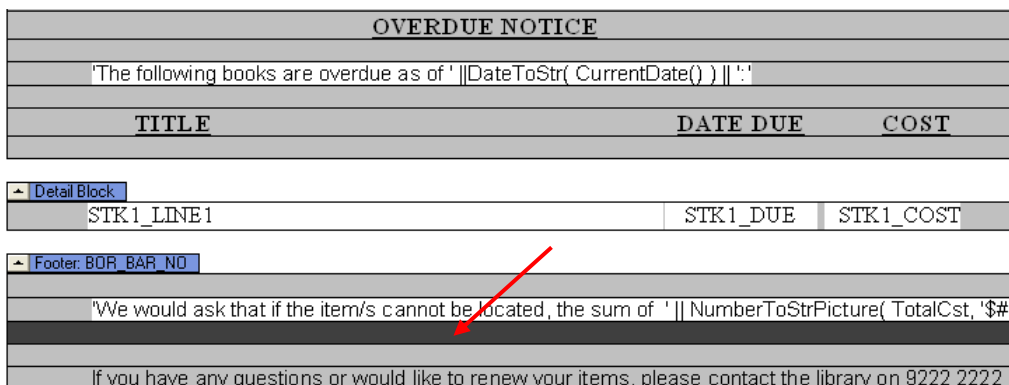 OVERDUE NOTICE
'The following books are overdue as of ' ||DateToStr( CurrentDate() ) || ':'
TITLE DATE DUE COST
Detail Block
STK1_LINE1 STK1_DUE STK1_COST
Footer: BOR_BAR_NO
'We would ask that if the item/s cannot be located, the sum of ' || NumberToStrPicture( TotalCst, '$#
If you have any questions or would like to renew your items, please contact the library on 9222 2222